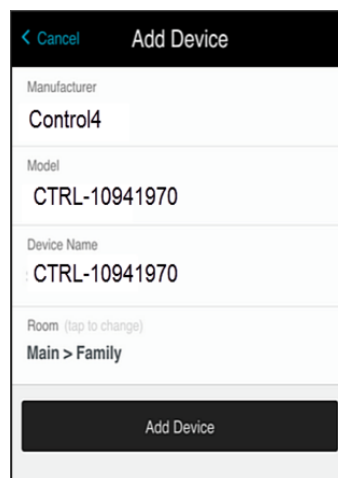 Cancel Add Device
Manufacturer
Control4
Model
CTRL-10941970
Device Name
CTRL-10941970
Room (tap to change)
Main > Family
Add Device